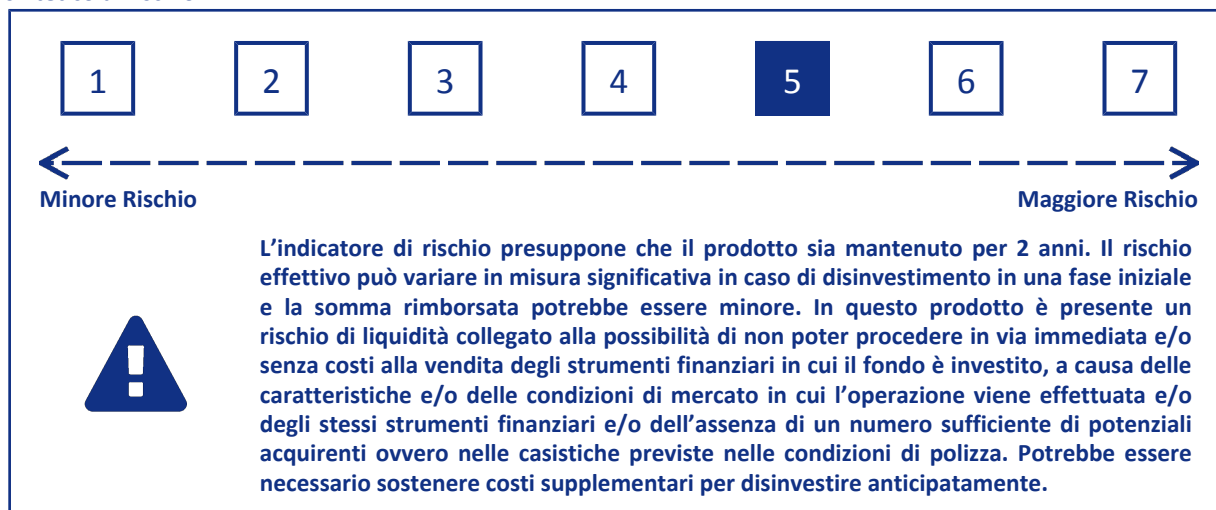 1 2 3 4 5 6 7
Minore Rischio Maggiore Rischio
L’indicatore di rischio presuppone che il prodotto sia mantenuto per 2 anni. Il rischio
effettivo può variare in misura significativa in caso di disinvestimento in una fase iniziale
e la somma rimborsata potrebbe essere minore. In questo prodotto è presente un
rischio di liquidità collegato alla possibilità di non poter procedere in via immediata e/o
senza costi alla vendita degli strumenti finanziari in cui il fondo è investito, a causa delle
caratteristiche e/o delle condizioni di mercato in cui l’operazione viene effettuata e/o
degli stessi strumenti finanziari e/o dell’assenza di un numero sufficiente di potenziali
acquirenti ovvero nelle casistiche previste nelle condizioni di polizza. Potrebbe essere
necessario sostenere costi supplementari per disinvestire anticipatamente.